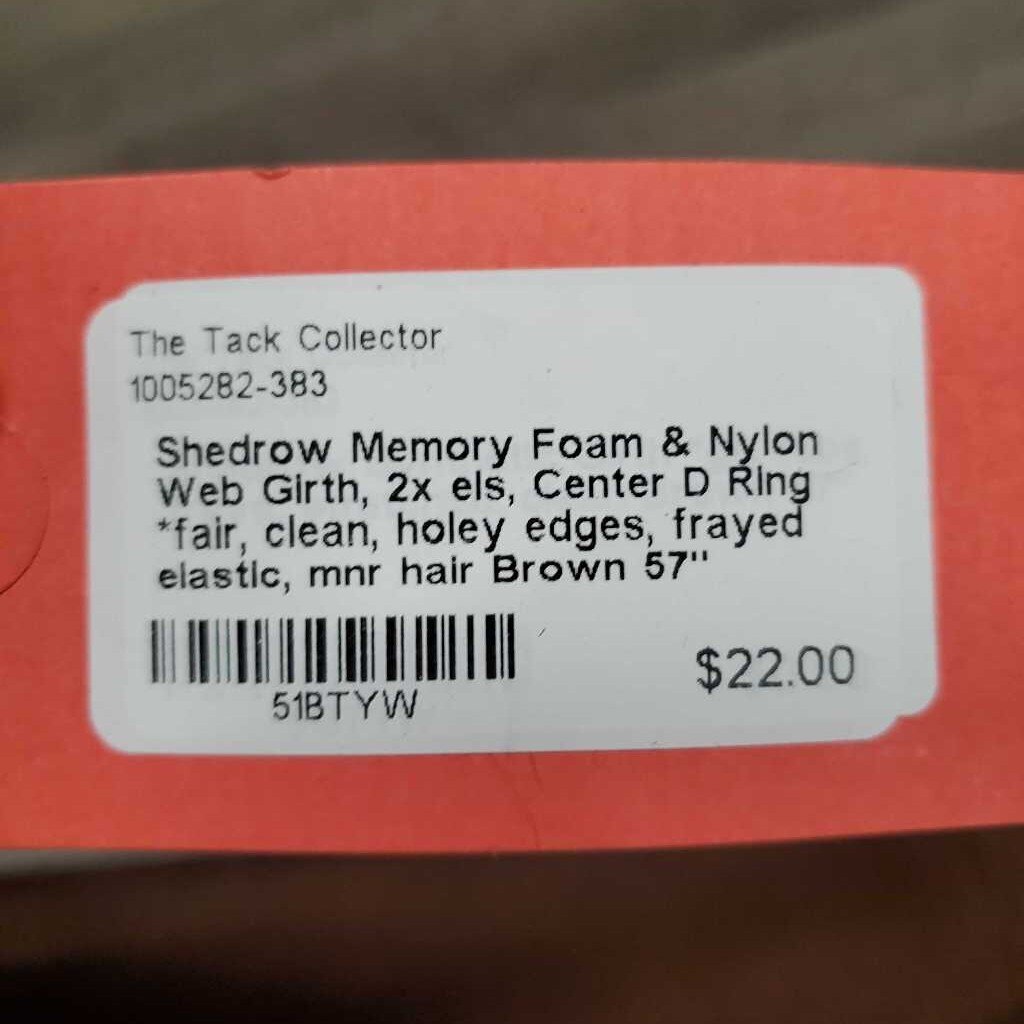 The Tack Collector
1005282-383
Shedrow Memory Foam & Nylon
Web Girth, 2x els, Center D Ring
*fair, clean, holey edges, frayed
elastic, mnr hair Brown 57"
51BTYW
$22.00